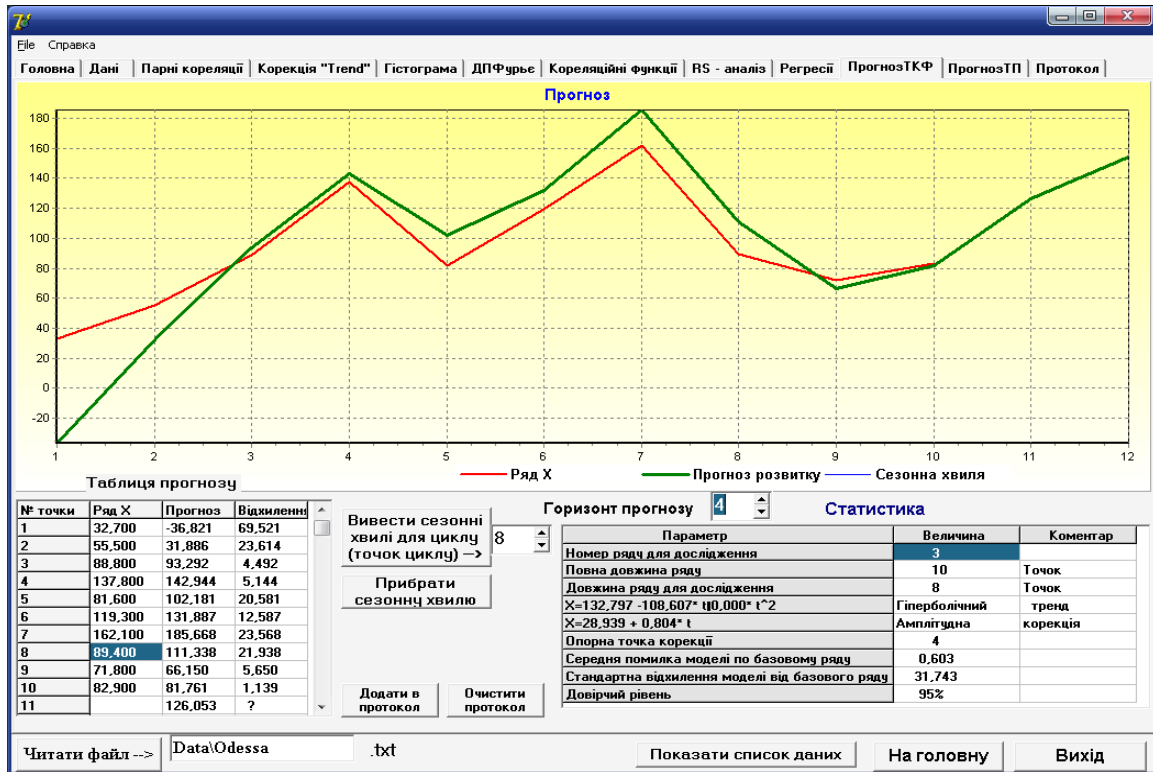 File Справка
Головна Дані Парні кореляції Корекція "Trend" Гістограма ДПФурье Кореляційні функції RS - аналіз Регресії ПрогнозТКФ ПрогнозТП Протокол
Прогноз
180
160
140
120
100
80
60
40
20
0
-20
1 2 3 4 5 6 7 8 9 10 11 12
Ряд X Прогноз розвитку Сезонна хвиля
Таблиця прогнозу
№ точки Ряд X Прогноз Відхилення
1 32,700 -36,821 69,521
2 55,500 31,886 23,614
3 88,800 93,292 4,492
4 137,800 142,944 5,144
5 81,600 102,181 20,581
6 119,300 131,887 12,587
7 162,100 185,668 23,568
8 89,400 111,338 21,938
9 71,800 66,150 5,650
10 82,900 81,761 1,139
11 126,053 ?
Вивести сезонні
хвилі для циклу
(точок циклу) –>
8
Прибрати
сезонну хвилю
Додати в
протокол
Очистити
протокол
Горизонт прогнозу 4 Статистика
Параметр Величина Коментар
Номер ряду для дослідження 3
Повна довжина ряду 10 Точок
Довжина ряду для дослідження 8 Точок
X=132,797 -108,607* t|0,000* t^2 Гіперболічний тренд
X=28,939 + 0,804* t Амплітудна корекція
Опорна точка корекції 4
Середня помилка моделі по базовому ряду 0,603
Стандартна відхилення моделі від базового ряду 31,743
Довірчий рівень 95%
Читати файл --> Data\Odessa .txt Показати список даних На головну Вихід